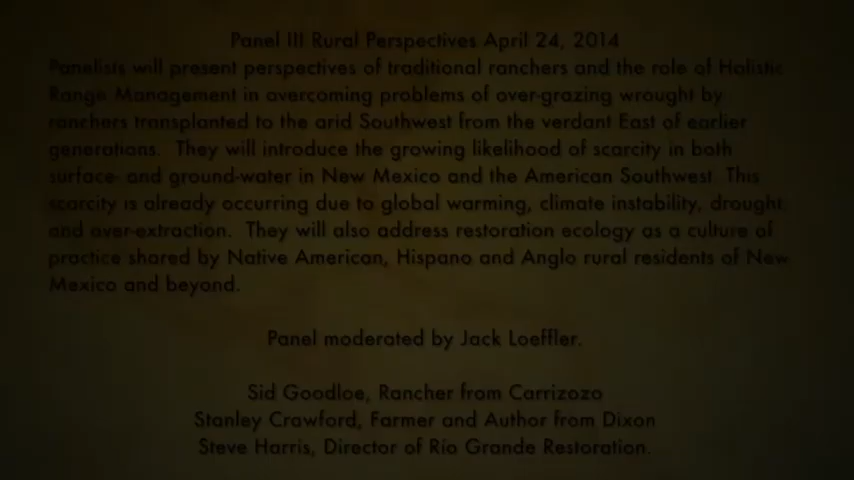 Panel III Rural Perspectives April 24, 2014
Panelists will present perspectives of traditional ranchers and the role of Holistic
Range Management in overcoming problems of over-grazing wrought by
ranchers transplanted to the arid Southwest from the verdant East of earlier
generations. They will introduce the growing likelihood of scarcity in both
surface- and ground-water in New Mexico and the American Southwest. This
scarcity is already occurring due to global warming, climate instability, drought
and over-extraction. They will also address restoration ecology as a culture of
practice shared by Native American, Hispano and Anglo rural residents of New
Mexico and beyond.
Panel moderated by Jack Loeffler.
Sid Goodloe, Rancher from Carrizozo
Stanley Crawford, Farmer and Author from Dixon
Steve Harris, Director of Rio Grande Restoration.